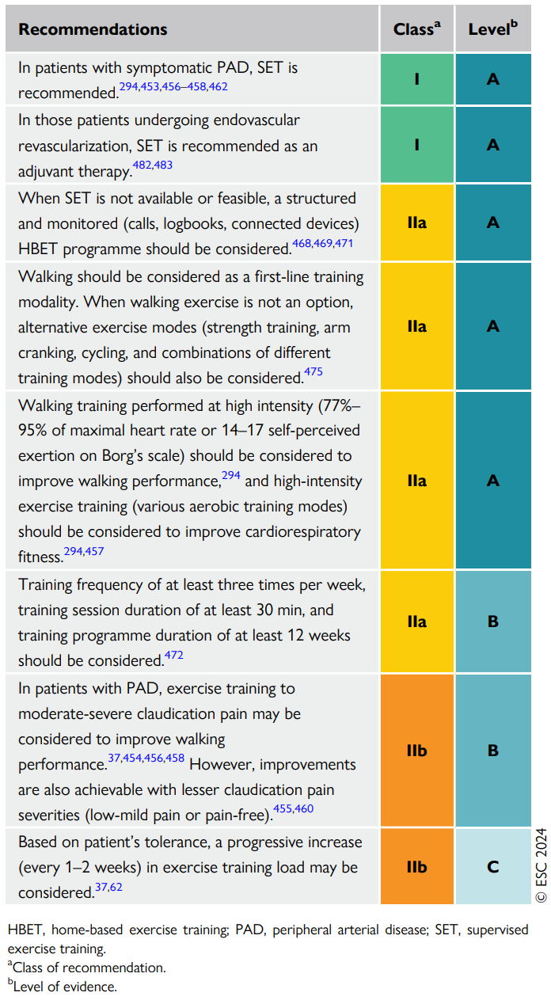 Recommendations Classa Levelb
In patients with symptomatic PAD, SET is
recommended.294,453,456–458,462
I A
In those patients undergoing endovascular
revascularization, SET is recommended as an
adjuvant therapy.482,483
I A
When SET is not available or feasible, a structured
and monitored (calls, logbooks, connected devices)
HBET programme should be considered.468,469,471
IIa A
Walking should be considered as a first-line training
modality. When walking exercise is not an option,
alternative exercise modes (strength training, arm
cranking, cycling, and combinations of different
training modes) should also be considered.475
IIa A
Walking training performed at high intensity (77%–
95% of maximal heart rate or 14–17 self-perceived
exertion on Borg’s scale) should be considered to
improve walking performance,294 and high-intensity
exercise training (various aerobic training modes)
should be considered to improve cardiorespiratory
fitness.294,457
IIa A
Training frequency of at least three times per week,
training session duration of at least 30 min, and
training programme duration of at least 12 weeks
should be considered.472
IIa B
In patients with PAD, exercise training to
moderate-severe claudication pain may be
considered to improve walking
performance.37,454,456,458 However, improvements
are also achievable with lesser claudication pain
severities (low-mild pain or pain-free).455,460
IIb B
Based on patient’s tolerance, a progressive increase
(every 1–2 weeks) in exercise training load may be
considered.37,62
IIb C
© ESC 2024
HBET, home-based exercise training; PAD, peripheral arterial disease; SET, supervised
exercise training.
aClass of recommendation.
bLevel of evidence.